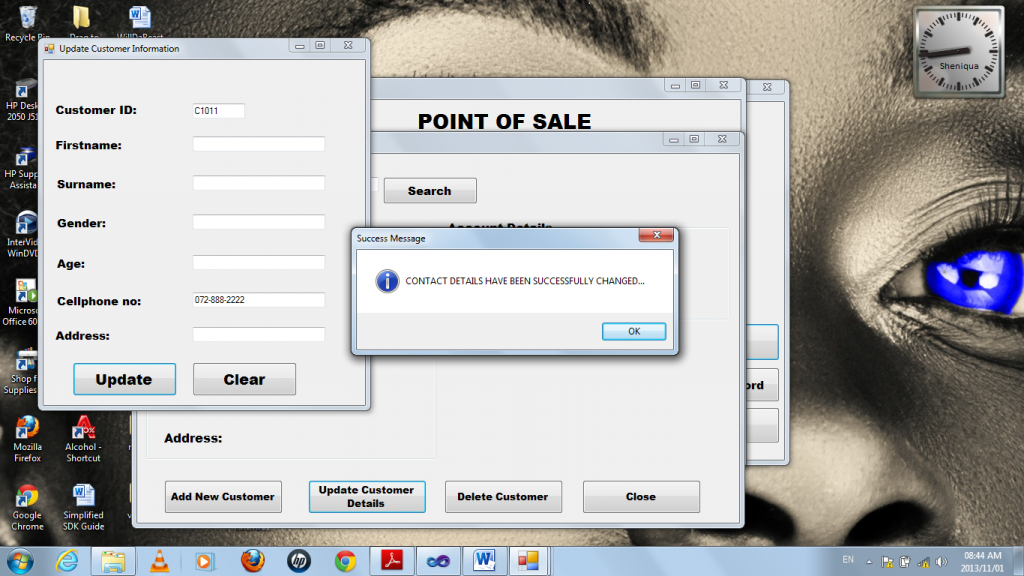 Recycle Bin
Drag to
WillDaBeast
Sheniqua
Update Customer Information
Customer ID:
C1011
Firstname:
Surname:
Gender:
Age:
Cellphone no:
072-888-2222
Address:
Update
Clear
POINT OF SALE
Search
Account Details
Success Message
CONTACT DETAILS HAVE BEEN SUCCESSFULLY CHANGED...
OK
ord
Address:
Add New Customer
Update Customer
Details
Delete Customer
Close
HP Desk
2050 J51
HP Supp
Assista
InterVid
WinDVD
Microso
Office 60
Shop f
Supplies
Mozilla
Firefox
Alcohol -
Shortcut
Google
Chrome
Simplified
SDK Guide
EN
08:44 AM
2013/11/01